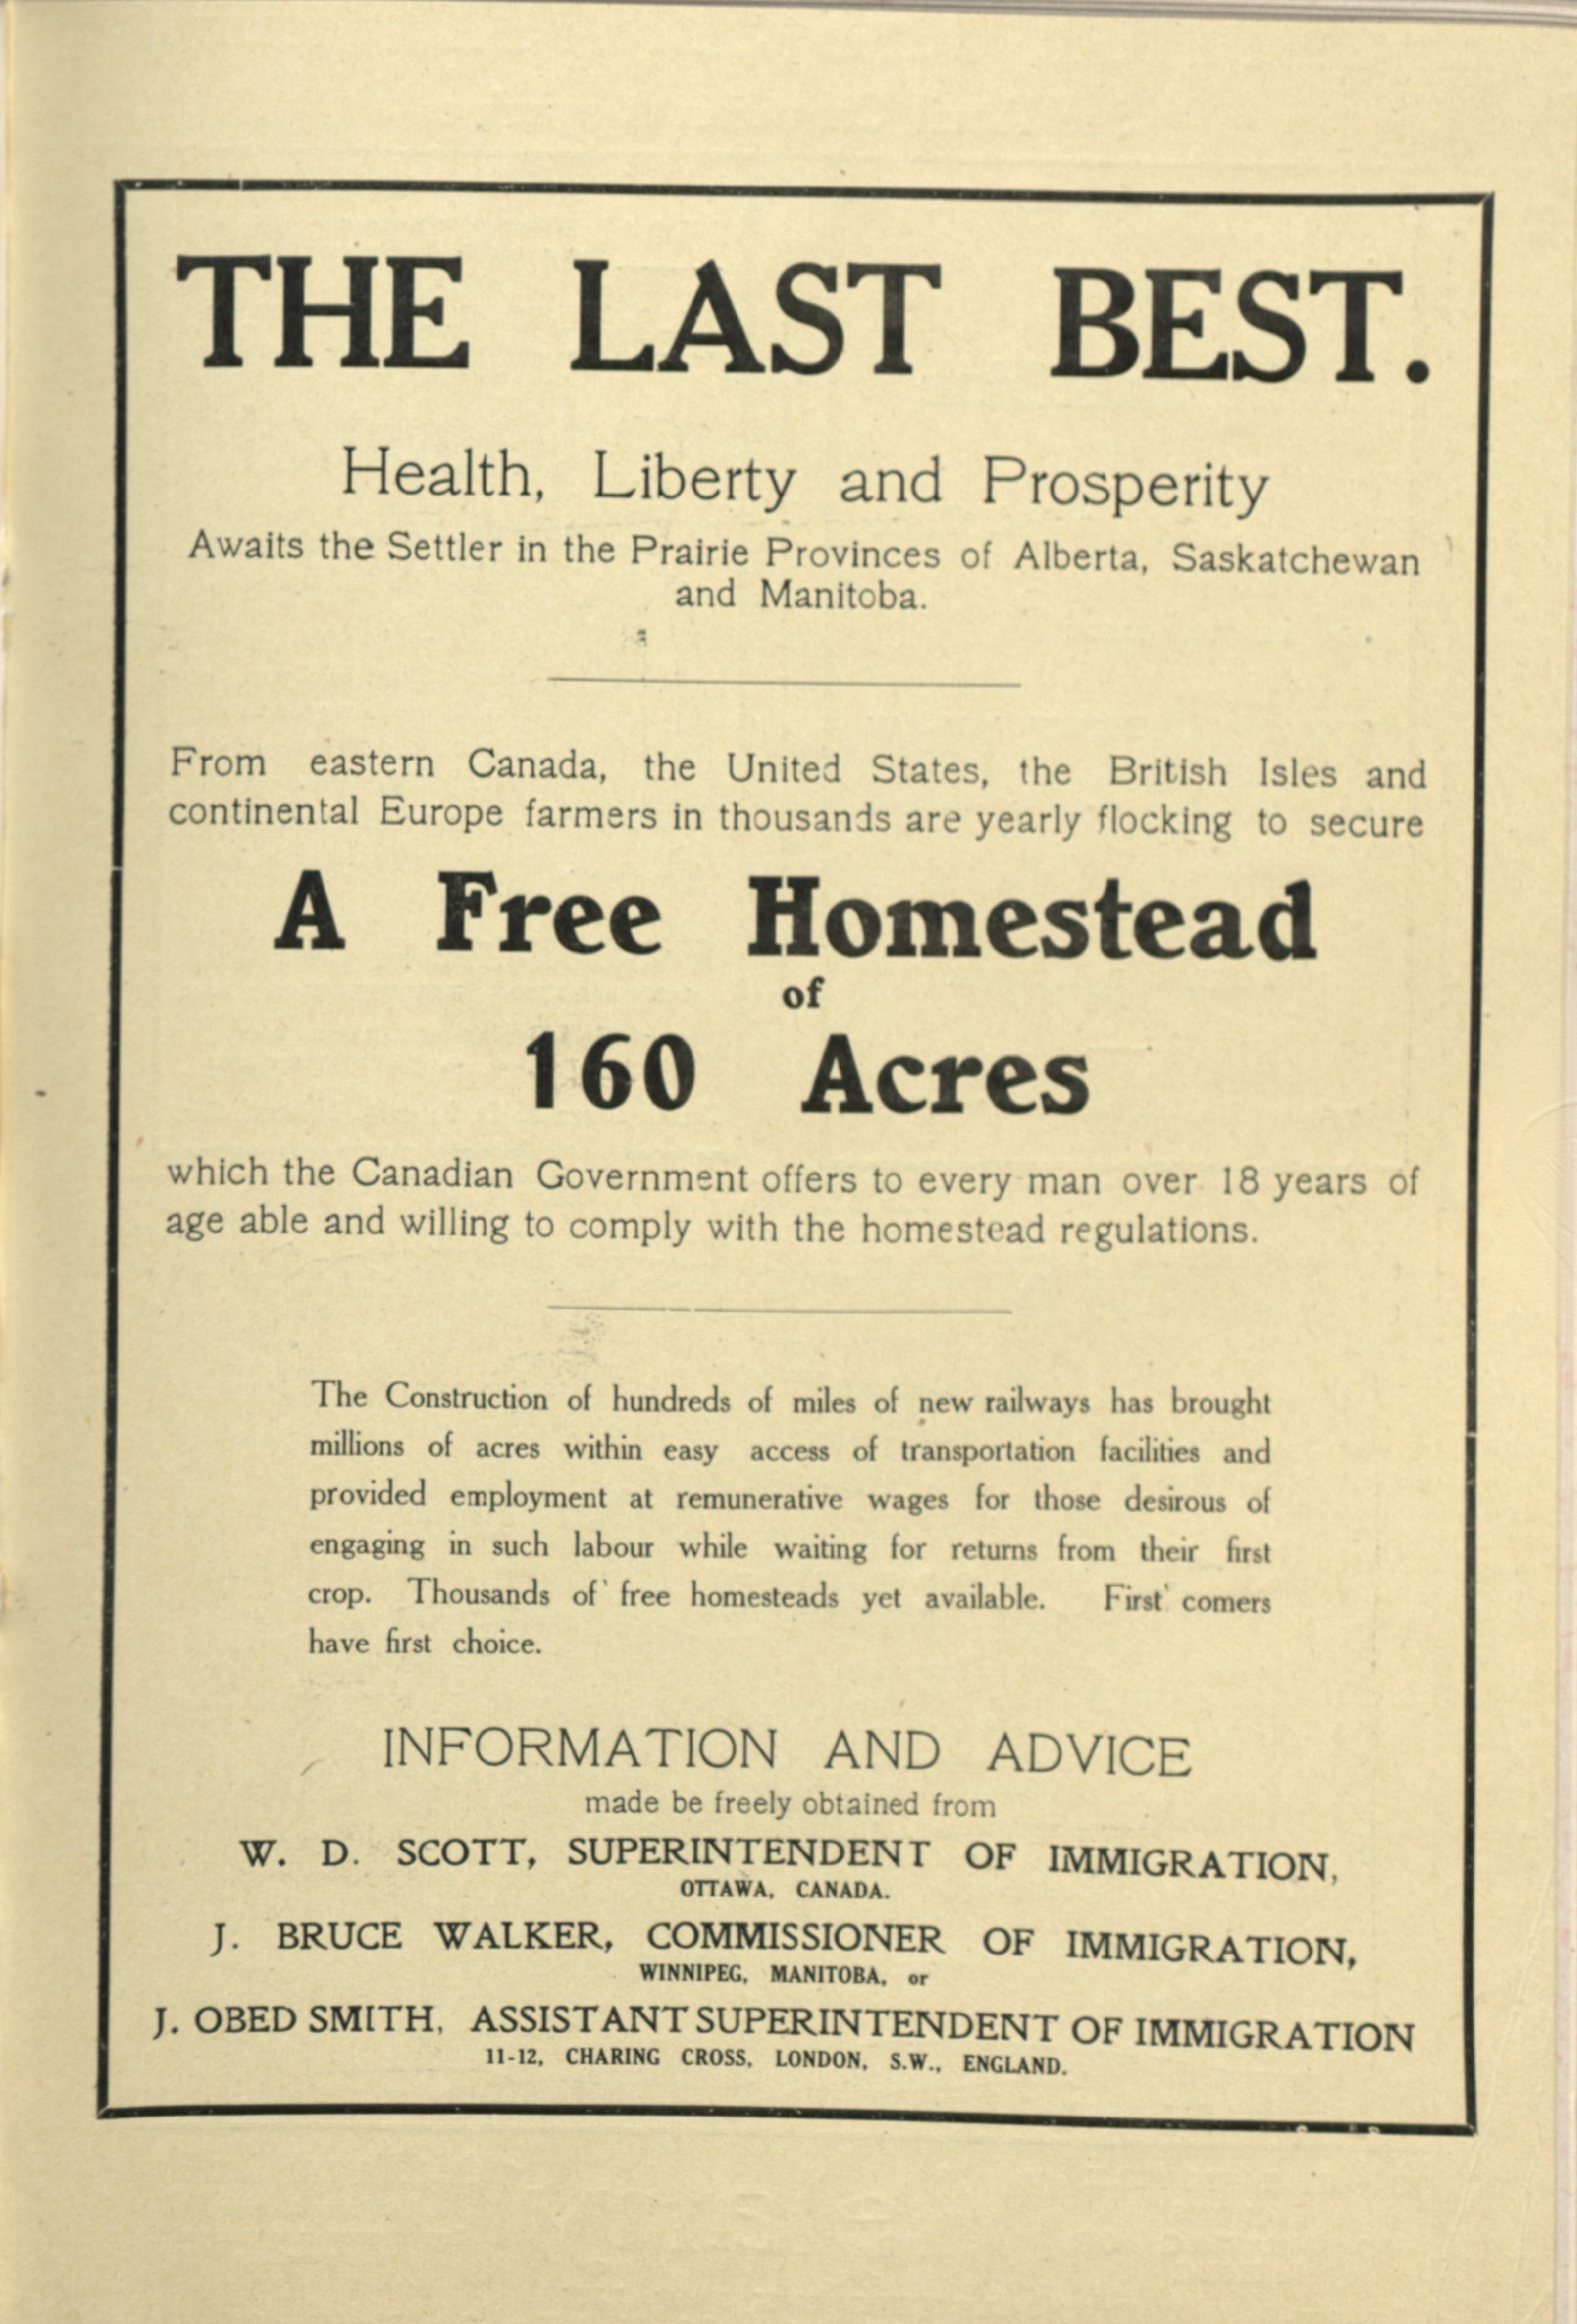 THE LAST BEST.
Health, Liberty and Prosperity
Awaits the Settler in the Prairie Provinces of Alberta, Saskatchewan
and Manitoba.
From eastern Canada, the United States, the British Isles and
continental Europe farmers in thousands are yearly flocking to secure
A Free Homestead
of
160 Acres
which the Canadian Government offers to every man over 18 years of
age able and willing to comply with the homestead regulations.
The Construction of hundreds of miles of new railways has brought
millions of acres within easy access of transportation facilities and
provided employment at remunerative wages for those desirous of
engaging in such labour while waiting for returns from their first
crop. Thousands of free homesteads yet available. First comers
have first choice.
INFORMATION AND ADVICE
made be freely obtained from
W. D. SCOTT, SUPERINTENDENT OF IMMIGRATION,
OTTAWA, CANADA.
J. BRUCE WALKER, COMMISSIONER OF IMMIGRATION,
WINNIPEG, MANITOBA, or
J. OBED SMITH, ASSISTANT SUPERINTENDENT OF IMMIGRATION
11-12, CHARING CROSS, LONDON, S.W., ENGLAND.